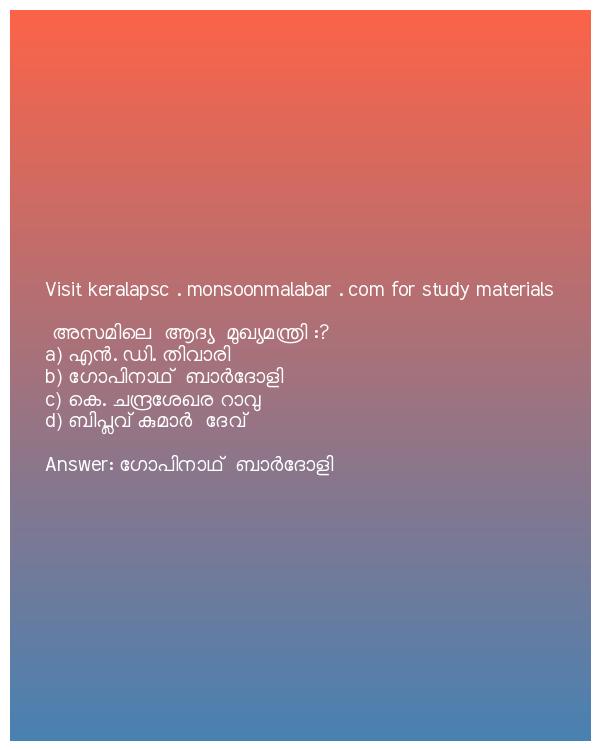 Visit keralapsc . monsoonmalabar . com for study materials
അസമിലെ ആദ്യ മുഖ്യമന്ത്രി :?
a) എൻ. ഡി. തിവാരി
b) ഗോപിനാഥ് ബാർദോളി
c) കെ. ചന്ദ്രശേഖര റാവു
d) ബിപ്ലവ് കുമാർ ദേവ്
Answer: ഗോപിനാഥ് ബാർദോളി